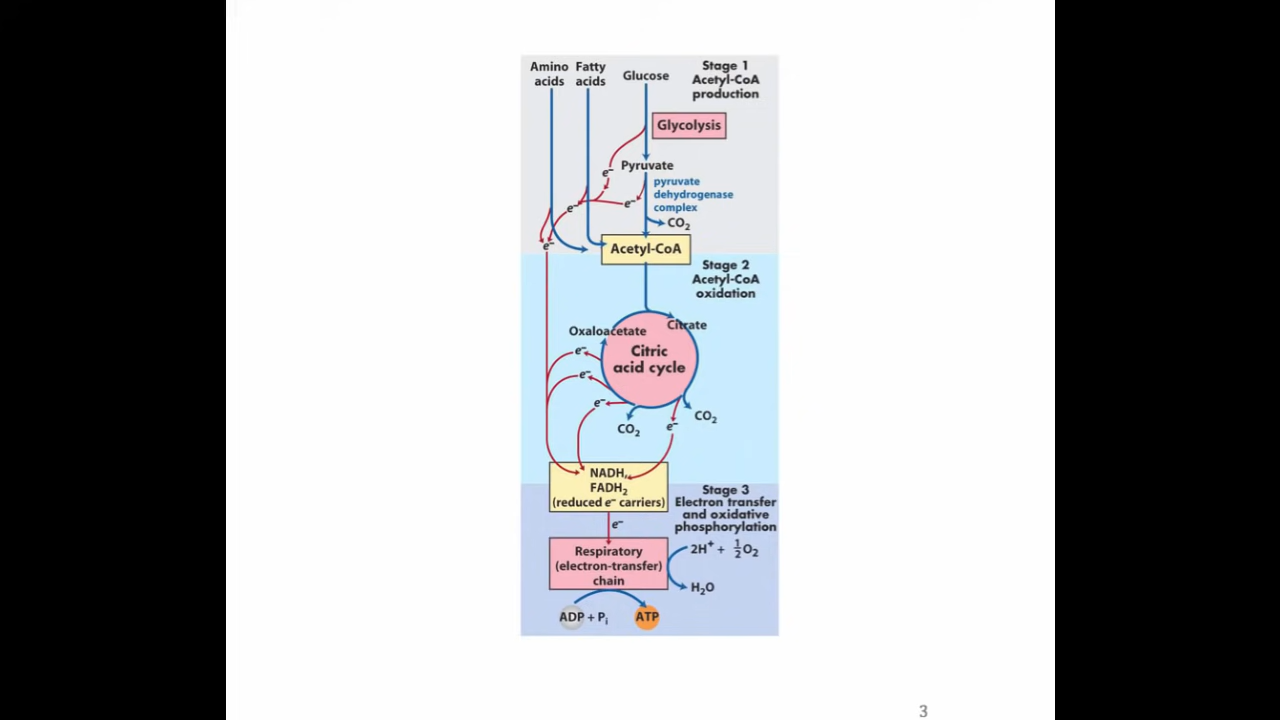 Amino
acids
Fatty
acids
Glucose
Stage 1
Acetyl-CoA
production
Glycolysis
Pyruvate
e⁻
pyruvate
dehydrogenase
complex
e⁻
e⁻
CO₂
e⁻
Acetyl-CoA
Stage 2
Acetyl-CoA
oxidation
Oxaloacetate
Citrate
Citric
acid cycle
e⁻
e⁻
e⁻
CO₂
e⁻
CO₂
NADH,
FADH₂
(reduced e⁻ carriers)
Stage 3
Electron transfer
and oxidative
phosphorylation
e⁻
Respiratory
(electron-transfer)
chain
2H⁺ + ½O₂
H₂O
ADP + Pᵢ
ATP
3